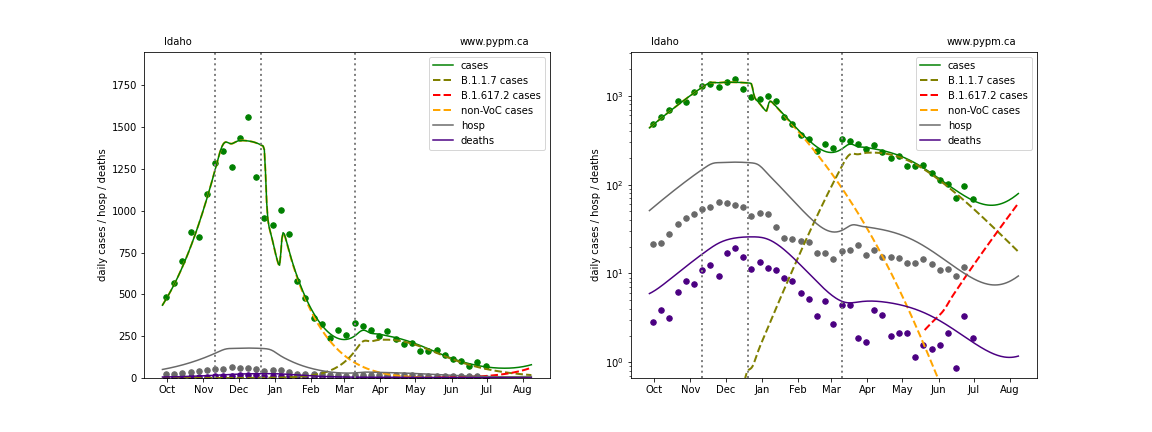 Idaho www.pypm.ca
daily cases / hosp / deaths
1750
1500
1250
1000
750
500
250
0
Oct Nov Dec Jan Feb Mar Apr May Jun Jul Aug
cases
B.1.1.7 cases
B.1.617.2 cases
non-VoC cases
hosp
deaths
Idaho www.pypm.ca
daily cases / hosp / deaths
10³
10²
10¹
10⁰
Oct Nov Dec Jan Feb Mar Apr May Jun Jul Aug
cases
B.1.1.7 cases
B.1.617.2 cases
non-VoC cases
hosp
deaths